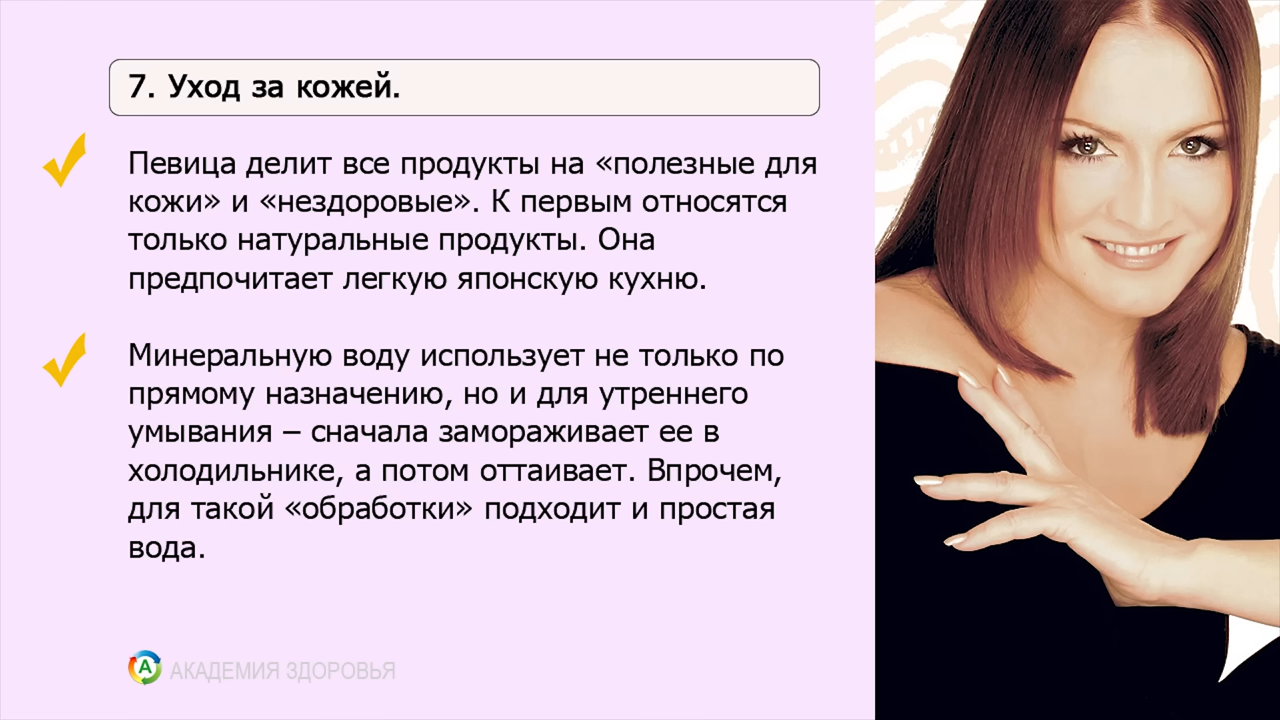 7. Уход за кожей.
Певица делит все продукты на «полезные для
кожи» и «нездоровые». К первым относятся
только натуральные продукты. Она
предпочитает легкую японскую кухню.
Минеральную воду использует не только по
прямому назначению, но и для утреннего
умывания – сначала замораживает ее в
холодильнике, а потом оттаивает. Впрочем,
для такой «обработки» подходит и простая
вода.
А АКАДЕМИЯ ЗДОРОВЬЯ